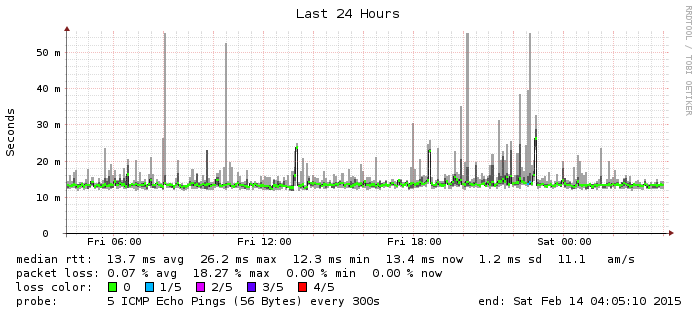 Last 24 Hours
RRDTOOL / TOBI OETIKER
Seconds
50 m
40 m
30 m
20 m
10 m
0
Fri 06:00 Fri 12:00 Fri 18:00 Sat 00:00
median rtt: 13.7 ms avg 26.2 ms max 12.3 ms min 13.4 ms now 1.2 ms sd 11.1 am/s
packet loss: 0.07 % avg 18.27 % max 0.00 % min 0.00 % now
loss color: 0 1/5 2/5 3/5 4/5
probe: 5 ICMP Echo Pings (56 Bytes) every 300s end: Sat Feb 14 04:05:10 2015